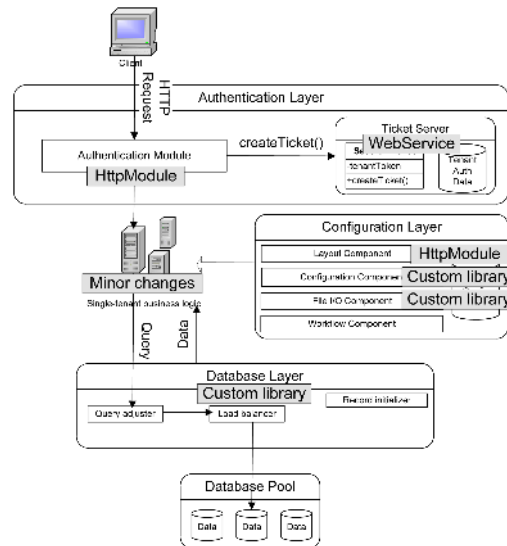 Client
HTTP
Request
Authentication Layer
Authentication Module
HttpModule
createTicket()
Ticket Server
WebService
tenantToken
+createTicket()
Tenant
Auth
Data
Configuration Layer
Layout Component
HttpModule
Configuration Component
Custom library
File I/O Component
Custom library
Workflow Component
Minor changes
Single-tenant business logic
Query
Data
Database Layer
Custom library
Query adjuster
Load balancer
Record initializer
Database Pool
Data
Data
Data